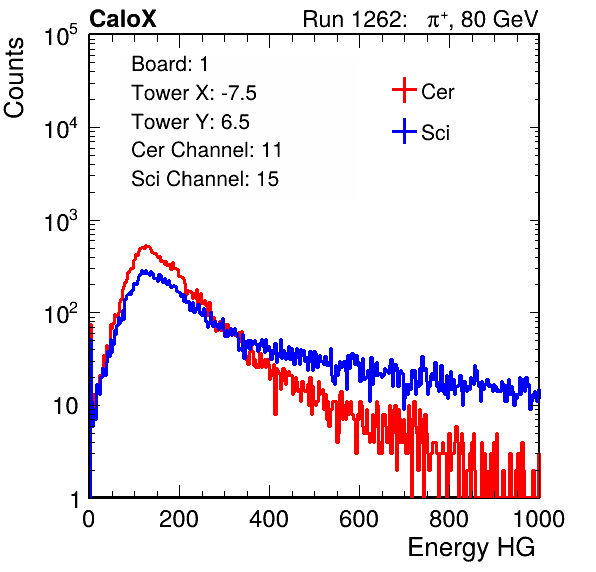 CaloX Run 1262: π⁺, 80 GeV
Counts
10⁵
10⁴
10³
10²
10
1
Board: 1
Tower X: -7.5
Tower Y: 6.5
Cer Channel: 11
Sci Channel: 15
Cer
Sci
0 200 400 600 800 1000
Energy HG